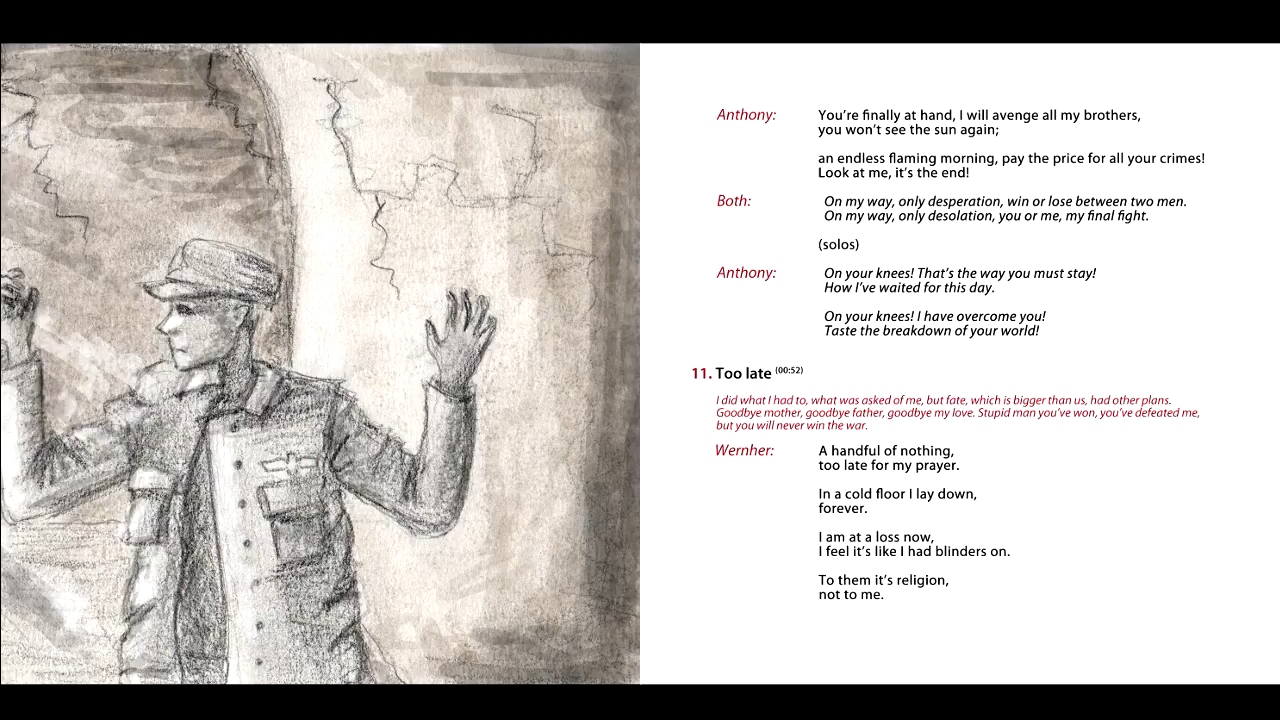 Anthony: You're finally at hand, I will avenge all my brothers,
you won't see the sun again;
an endless flaming morning, pay the price for all your crimes!
Look at me, it's the end!
Both: On my way, only desperation, win or lose between two men.
On my way, only desolation, you or me, my final fight.
(solos)
Anthony: On your knees! That's the way you must stay!
How I've waited for this day.
On your knees! I have overcome you!
Taste the breakdown of your world!
11. Too late (00:52)
I did what I had to, what was asked of me, but fate, which is bigger than us, had other plans.
Goodbye mother, goodbye father, goodbye my love. Stupid man you've won, you've defeated me,
but you will never win the war.
Wernher: A handful of nothing,
too late for my prayer.
In a cold floor I lay down,
forever.
I am at a loss now,
I feel it's like I had blinders on.
To them it's religion,
not to me.